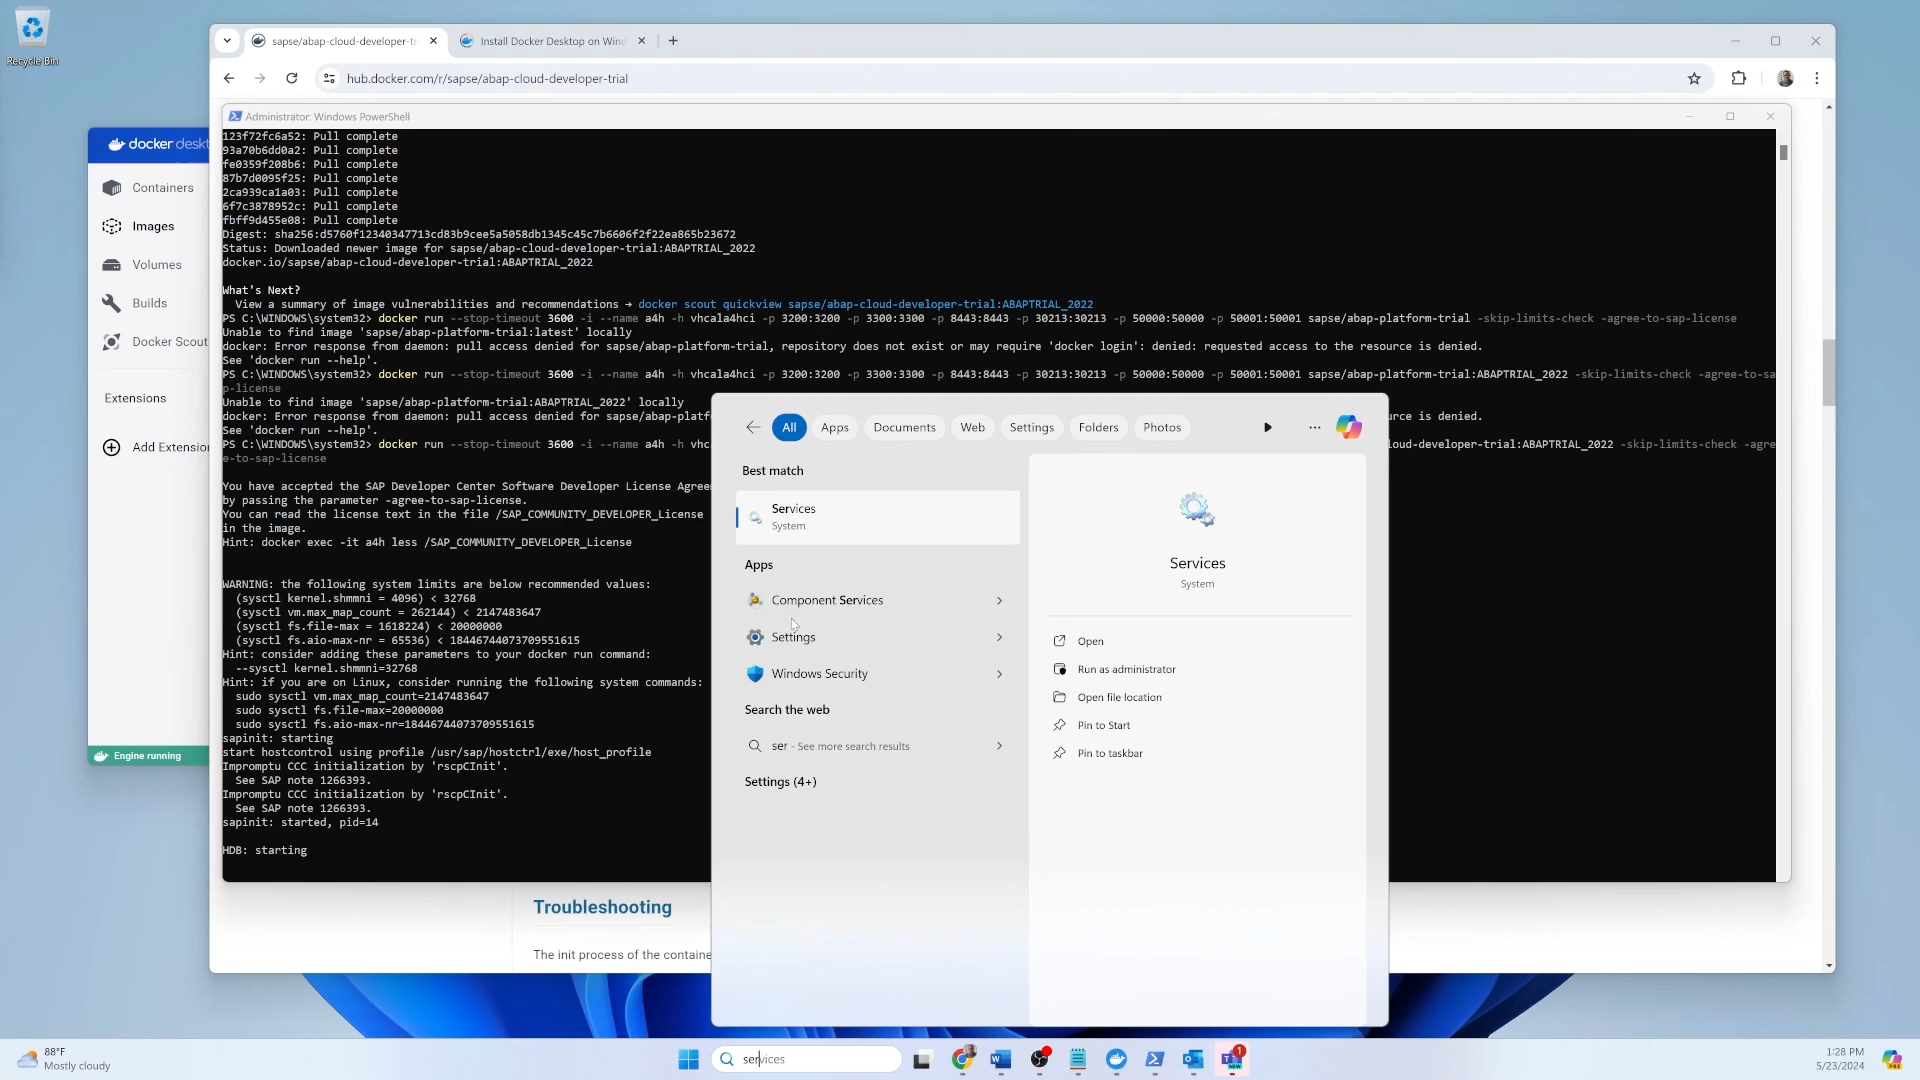 Recycle Bin
sapse/abap-cloud-developer-tr
Install Docker Desktop on Wind
hub.docker.com/r/sapse/abap-cloud-developer-trial
Administrator: Windows PowerShell
docker deskt
Containers
Images
Volumes
Builds
Docker Scout
Extensions
Add Extension
Engine running
123f72fc6a52: Pull complete
93a70b6dd0a2: Pull complete
fe0359f208b6: Pull complete
87b7d0095f25: Pull complete
2ca939ca1a03: Pull complete
6f7c3878952c: Pull complete
fbff9d455e08: Pull complete
Digest: sha256:d5760f12340347713cd83b9cee5a5058db1345c45c7b6606f2f22ea865b23672
Status: Downloaded newer image for sapse/abap-cloud-developer-trial:ABAPTRIAL_2022
docker.io/sapse/abap-cloud-developer-trial:ABAPTRIAL_2022
What's Next?
View a summary of image vulnerabilities and recommendations → docker scout quickview sapse/abap-cloud-developer-trial:ABAPTRIAL_2022
PS C:\WINDOWS\system32> docker run --stop-timeout 3600 -i --name a4h -h vhcala4hci -p 3200:3200 -p 3300:3300 -p 8443:8443 -p 30213:30213 -p 50000:50000 -p 50001:50001 sapse/abap-platform-trial -skip-limits-check -agree-to-sap-license
Unable to find image 'sapse/abap-platform-trial:latest' locally
docker: Error response from daemon: pull access denied for sapse/abap-platform-trial, repository does not exist or may require 'docker login': denied: requested access to the resource is denied.
See 'docker run --help'.
PS C:\WINDOWS\system32> docker run --stop-timeout 3600 -i --name a4h -h vhcala4hci -p 3200:3200 -p 3300:3300 -p 8443:8443 -p 30213:30213 -p 50000:50000 -p 50001:50001 sapse/abap-platform-trial:ABAPTRIAL_2022 -skip-limits-check -agree-to-sa
p-license
Unable to find image 'sapse/abap-platform-trial:ABAPTRIAL_2022' locally
docker: Error response from daemon: pull access denied for sapse/abap-platf
rce is denied.
See 'docker run --help'.
PS C:\WINDOWS\system32> docker run --stop-timeout 3600 -i --name a4h -h vhc
loud-developer-trial:ABAPTRIAL_2022 -skip-limits-check -agre
e-to-sap-license
You have accepted the SAP Developer Center Software Developer License Agree
by passing the parameter -agree-to-sap-license.
You can read the license text in the file /SAP_COMMUNITY_DEVELOPER_License
in the image.
Hint: docker exec -it a4h less /SAP_COMMUNITY_DEVELOPER_License
WARNING: the following system limits are below recommended values:
(sysctl kernel.shmmni = 4096) < 32768
(sysctl vm.max_map_count = 262144) < 2147483647
(sysctl fs.file-max = 1618224) < 20000000
(sysctl fs.aio-max-nr = 65536) < 18446744073709551615
Hint: consider adding these parameters to your docker run command:
--sysctl kernel.shmmni=32768
Hint: if you are on Linux, consider running the following system commands:
sudo sysctl vm.max_map_count=2147483647
sudo sysctl fs.file-max=20000000
sudo sysctl fs.aio-max-nr=18446744073709551615
sapinit: starting
start hostcontrol using profile /usr/sap/hostctrl/exe/host_profile
Impromptu CCC initialization by 'rscpCInit'.
See SAP note 1266393.
Impromptu CCC initialization by 'rscpCInit'.
See SAP note 1266393.
sapinit: started, pid=14
HDB: starting
Troubleshooting
The init process of the containe
All
Apps
Documents
Web
Settings
Folders
Photos
Best match
Services
System
Apps
Component Services
Settings
Windows Security
Search the web
ser - See more search results
Settings (4+)
Services
System
Open
Run as administrator
Open file location
Pin to Start
Pin to taskbar
88°F
Mostly cloudy
services
1
NEW
1:28 PM
5/23/2024
PRE